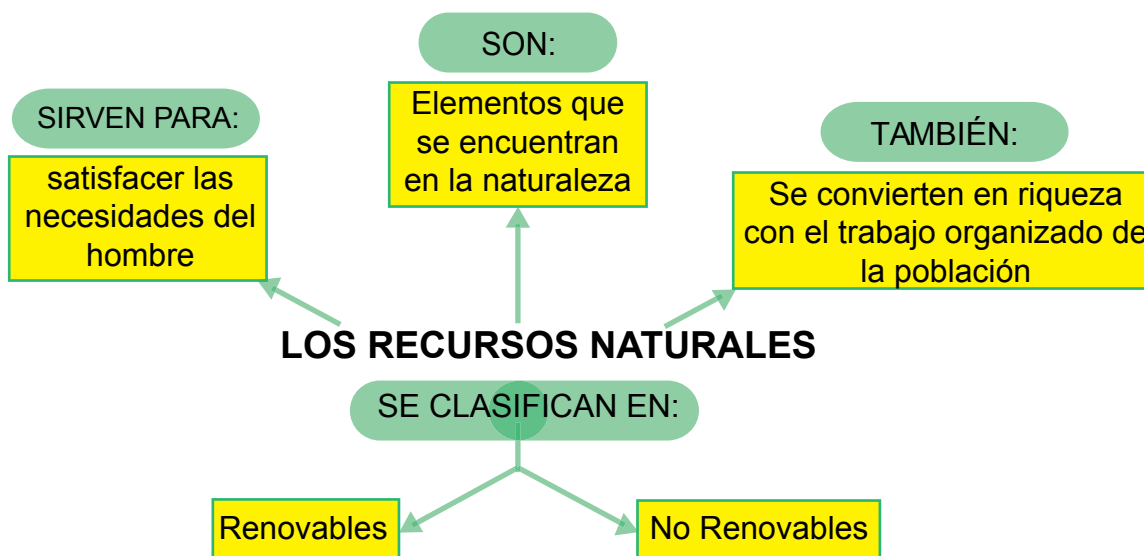 SON:
Elementos que
se encuentran
en la naturaleza
SIRVEN PARA:
satisfacer las
necesidades del
hombre
TAMBIÉN:
Se convierten en riqueza
con el trabajo organizado de
la población
LOS RECURSOS NATURALES
SE CLASIFICAN EN:
Renovables
No Renovables